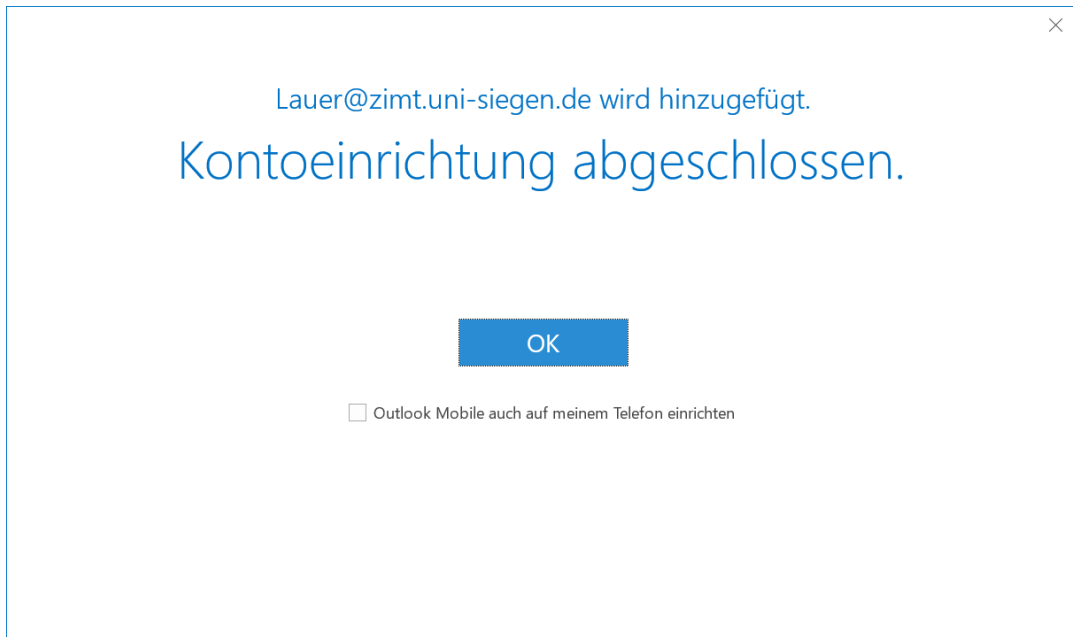 Lauer@zimt.uni-siegen.de wird hinzugefügt.
Kontoeinrichtung abgeschlossen.
OK
Outlook Mobile auch auf meinem Telefon einrichten